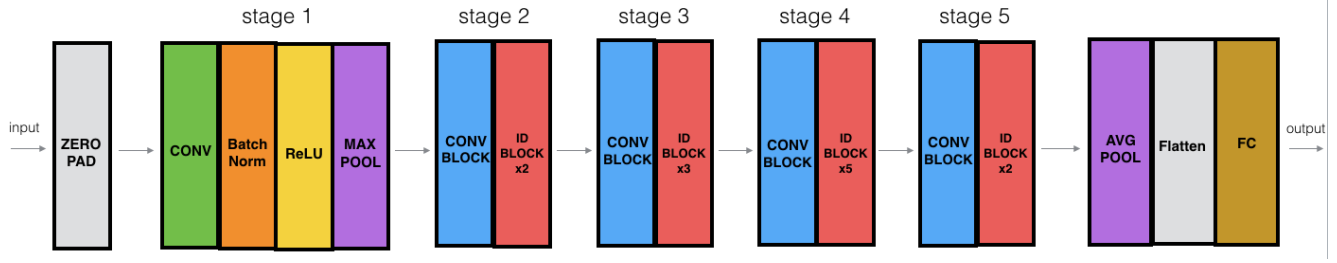 stage 1
stage 2
stage 3
stage 4
stage 5
input
ZERO
PAD
CONV
Batch
Norm
ReLU
MAX
POOL
CONV
BLOCK
ID
BLOCK
x2
CONV
BLOCK
ID
BLOCK
x3
CONV
BLOCK
ID
BLOCK
x5
CONV
BLOCK
ID
BLOCK
x2
AVG
POOL
Flatten
FC
output